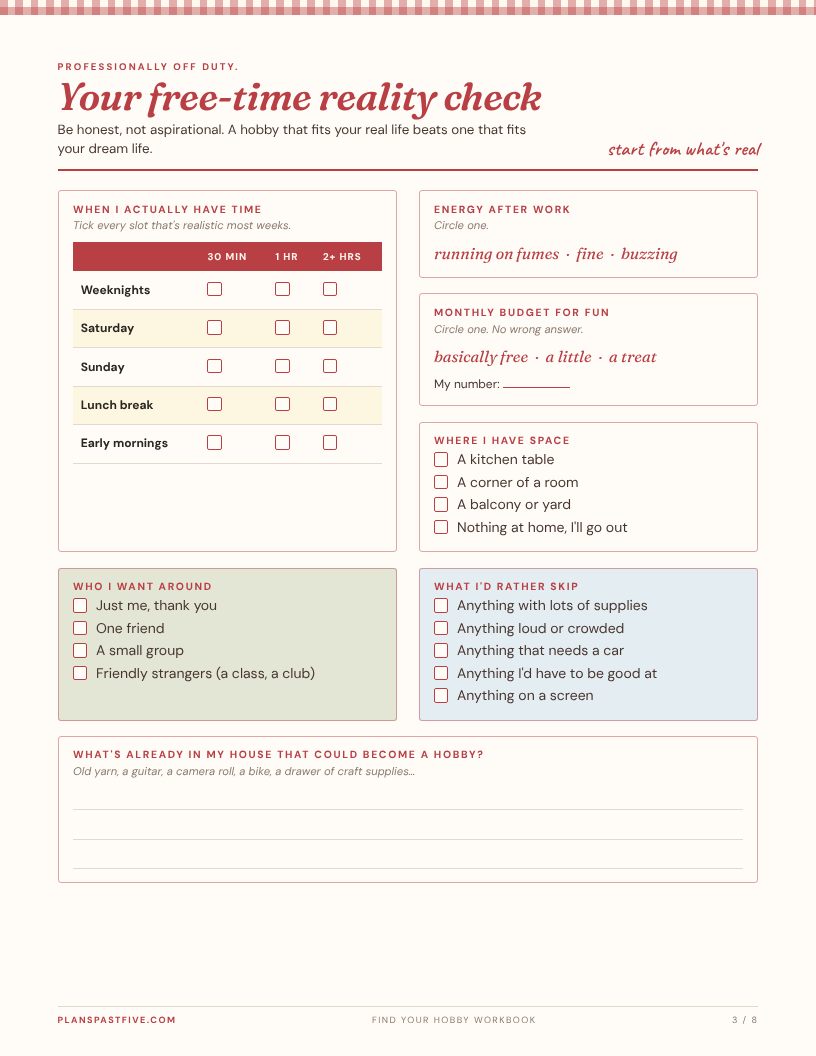 PROFESSIONALLY OFF DUTY.
Your free-time reality check
Be honest, not aspirational. A hobby that fits your real life beats one that fits
your dream life.
start from what's real
WHEN I ACTUALLY HAVE TIME
Tick every slot that's realistic most weeks.
30 MIN 1 HR 2+ HRS
Weeknights
Saturday
Sunday
Lunch break
Early mornings
ENERGY AFTER WORK
Circle one.
running on fumes · fine · buzzing
MONTHLY BUDGET FOR FUN
Circle one. No wrong answer.
basically free · a little · a treat
My number:
WHERE I HAVE SPACE
A kitchen table
A corner of a room
A balcony or yard
Nothing at home, I'll go out
WHO I WANT AROUND
Just me, thank you
One friend
A small group
Friendly strangers (a class, a club)
WHAT I'D RATHER SKIP
Anything with lots of supplies
Anything loud or crowded
Anything that needs a car
Anything I'd have to be good at
Anything on a screen
WHAT'S ALREADY IN MY HOUSE THAT COULD BECOME A HOBBY?
Old yarn, a guitar, a camera roll, a bike, a drawer of craft supplies…
PLANSPASTFIVE.COM
FIND YOUR HOBBY WORKBOOK
3 / 8